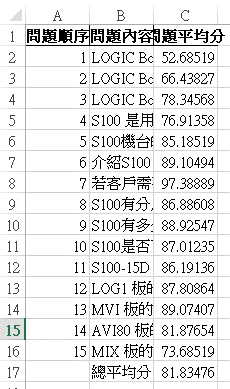 A B C
1 問題順序 問題內容 問題平均分
2 1 LOGIC Bo 52.68519
3 2 LOGIC Bo 66.43827
4 3 LOGIC Bo 78.34568
5 4 S100 是用 76.91358
6 5 S100機台的 85.18519
7 6 介紹S100 89.10494
8 7 若客戶需 97.38889
9 8 S100有分 86.88608
10 9 S100有多 88.92547
11 10 S100是否 87.01235
12 11 S100-15D 86.19136
13 12 LOG1 板的 87.80864
14 13 MVI 板的 89.07407
15 14 AVI80 板的 81.87654
16 15 MIX 板的 73.68519
17 總平均分 81.83476